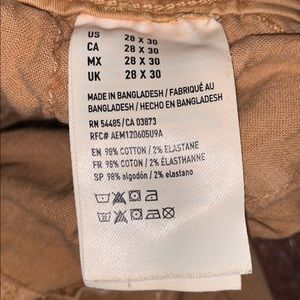 US 28 X 30
CA 28 X 30
MX 28 X 30
UK 28 X 30
MADE IN BANGLADESH / FABRIQUÉ AU
BANGLADESH / HECHO EN BANGLADESH
RN 54485/CA 03873
RFC# AEM120605U9A
EN 98% COTTON / 2% ELASTANE
FR 98% COTON / 2% ÉLASTHANNE
SP 98% algodón / 2% elastano